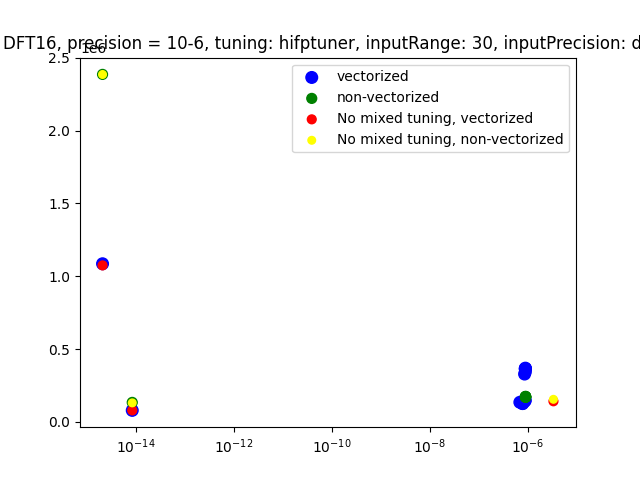 DFT16, precision = 10-6, tuning: hifptuner, inputRange: 30, inputPrecision: d
1e6
2.5
2.0
1.5
1.0
0.5
0.0
vectorized
non-vectorized
No mixed tuning, vectorized
No mixed tuning, non-vectorized
10⁻¹⁴ 10⁻¹² 10⁻¹⁰ 10⁻⁸ 10⁻⁶